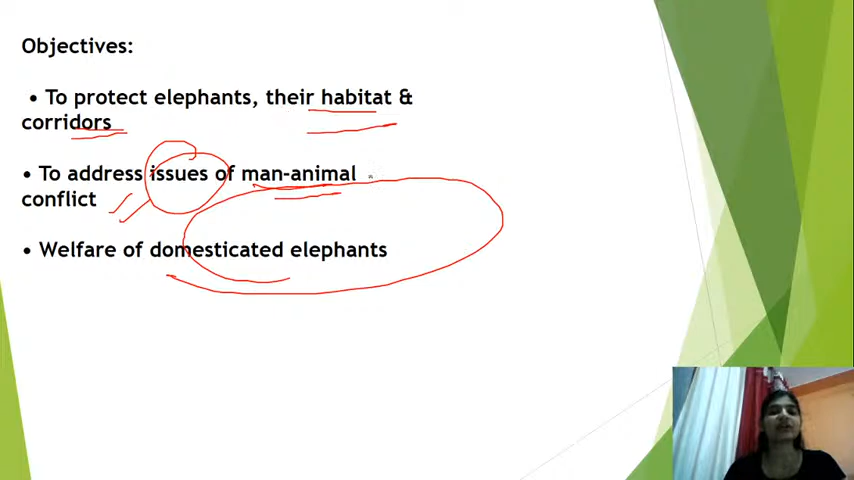 Objectives:
• To protect elephants, their habitat &
corridors
• To address issues of man-animal
conflict
• Welfare of domesticated elephants